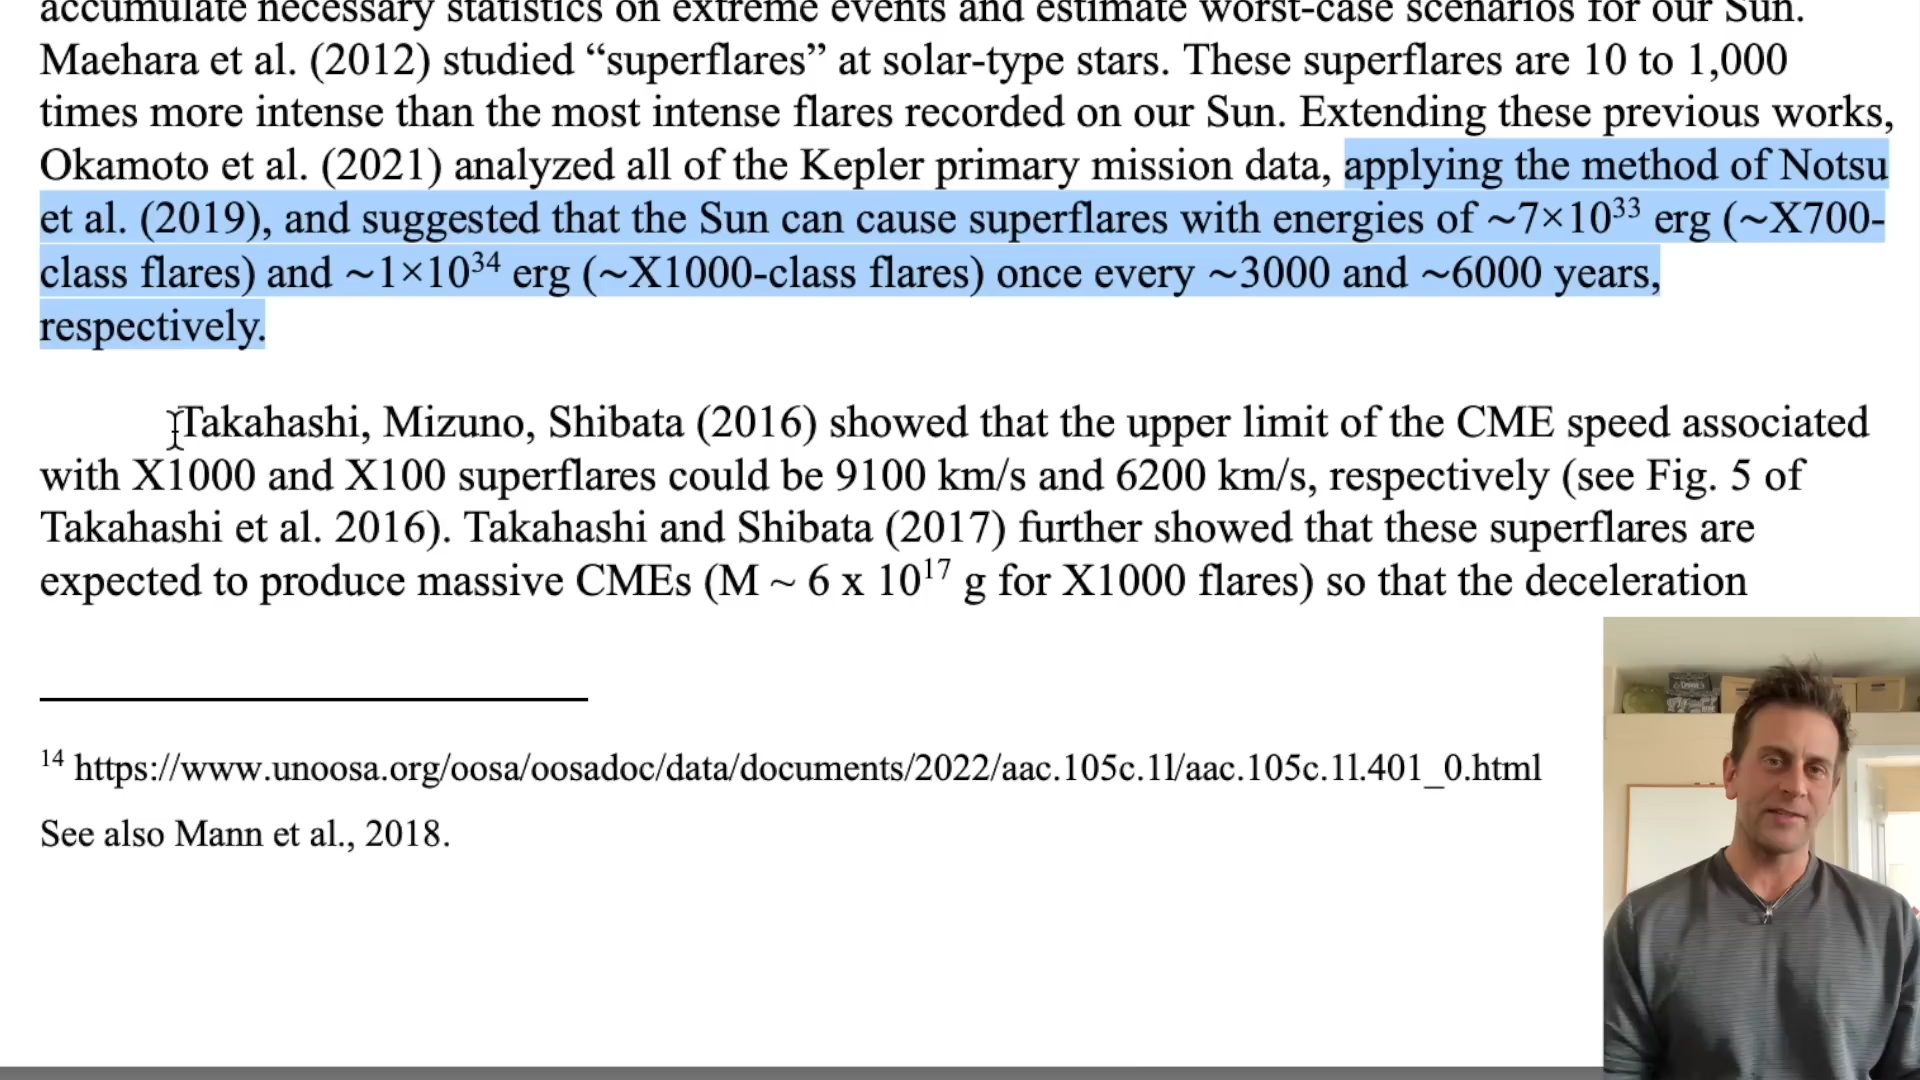 accumulate necessary statistics on extreme events and estimate worst-case scenarios for our Sun.
Maehara et al. (2012) studied “superflares” at solar-type stars. These superflares are 10 to 1,000
times more intense than the most intense flares recorded on our Sun. Extending these previous works,
Okamoto et al. (2021) analyzed all of the Kepler primary mission data, applying the method of Notsu
et al. (2019), and suggested that the Sun can cause superflares with energies of ~7×10³³ erg (~X700-
class flares) and ~1×10³⁴ erg (~X1000-class flares) once every ~3000 and ~6000 years,
respectively.
Takahashi, Mizuno, Shibata (2016) showed that the upper limit of the CME speed associated
with X1000 and X100 superflares could be 9100 km/s and 6200 km/s, respectively (see Fig. 5 of
Takahashi et al. 2016). Takahashi and Shibata (2017) further showed that these superflares are
expected to produce massive CMEs (M ~ 6 x 10¹⁷ g for X1000 flares) so that the deceleration
¹⁴ https://www.unoosa.org/oosa/oosadoc/data/documents/2022/aac.105c.1l/aac.105c.1l.401_0.html
See also Mann et al., 2018.